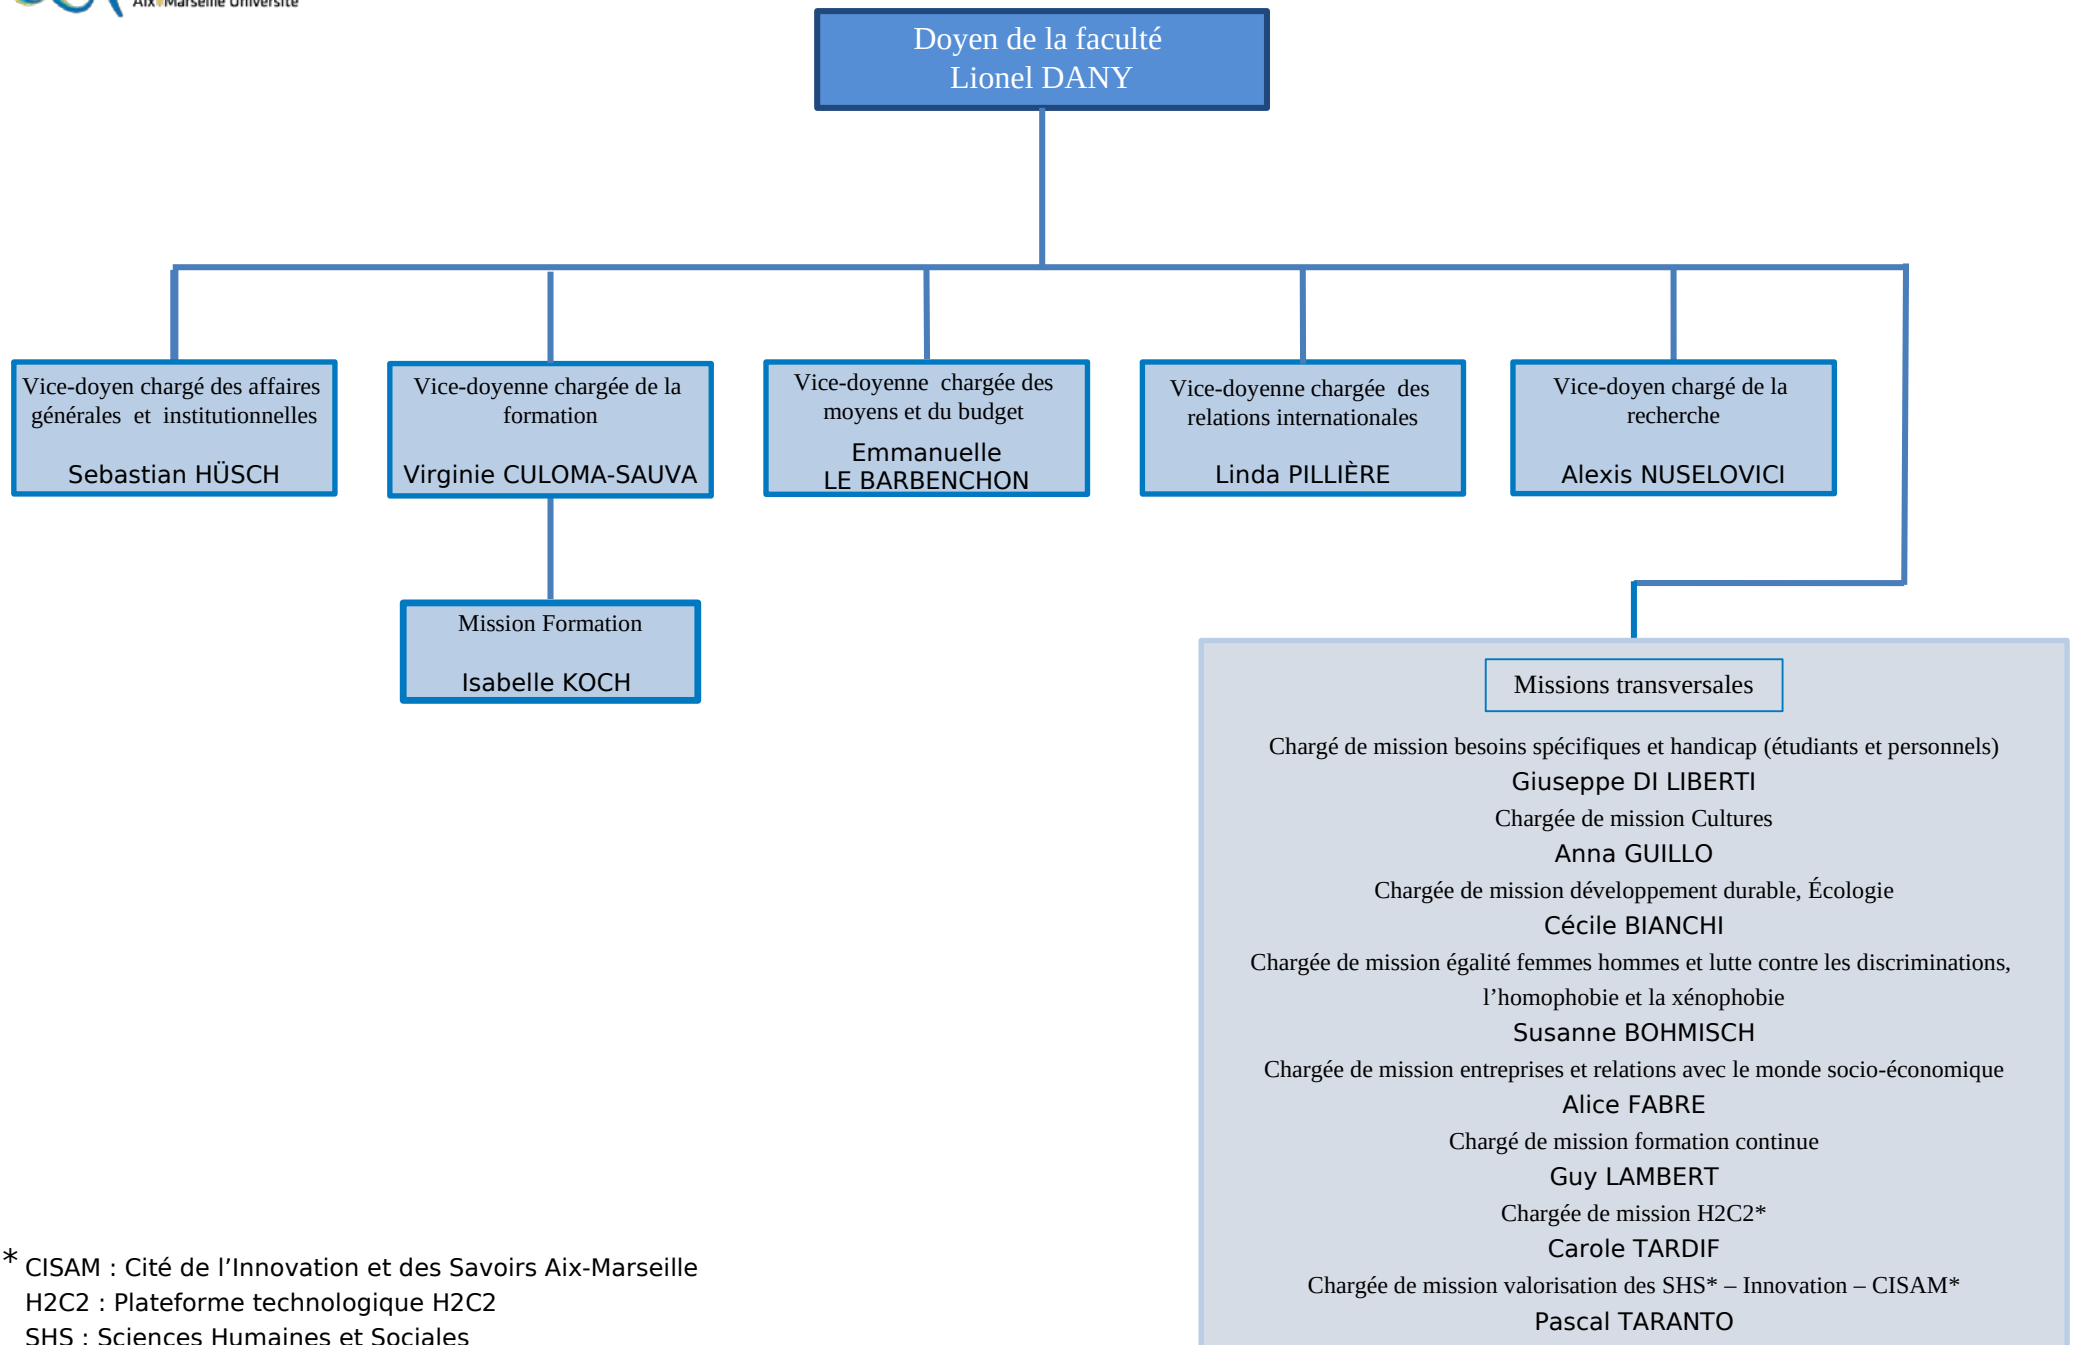 Aix Marseille Université
Doyen de la faculté
Lionel DANY
Vice-doyen chargé des affaires
générales et institutionnelles
Sebastian HÜSCH
Vice-doyenne chargée de la
formation
Virginie CULOMA-SAUVA
Vice-doyenne chargée des
moyens et du budget
Emmanuelle
LE BARBENCHON
Vice-doyenne chargée des
relations internationales
Linda PILLIÈRE
Vice-doyen chargé de la
recherche
Alexis NUSELOVICI
Mission Formation
Isabelle KOCH
Missions transversales
Chargé de mission besoins spécifiques et handicap (étudiants et personnels)
Giuseppe DI LIBERTI
Chargée de mission Cultures
Anna GUILLO
Chargée de mission développement durable, Écologie
Cécile BIANCHI
Chargée de mission égalité femmes hommes et lutte contre les discriminations,
l’homophobie et la xénophobie
Susanne BOHMISCH
Chargée de mission entreprises et relations avec le monde socio-économique
Alice FABRE
Chargé de mission formation continue
Guy LAMBERT
Chargée de mission H2C2*
Carole TARDIF
Chargée de mission valorisation des SHS* – Innovation – CISAM*
Pascal TARANTO
* CISAM : Cité de l’Innovation et des Savoirs Aix-Marseille
H2C2 : Plateforme technologique H2C2
SHS : Sciences Humaines et Sociales